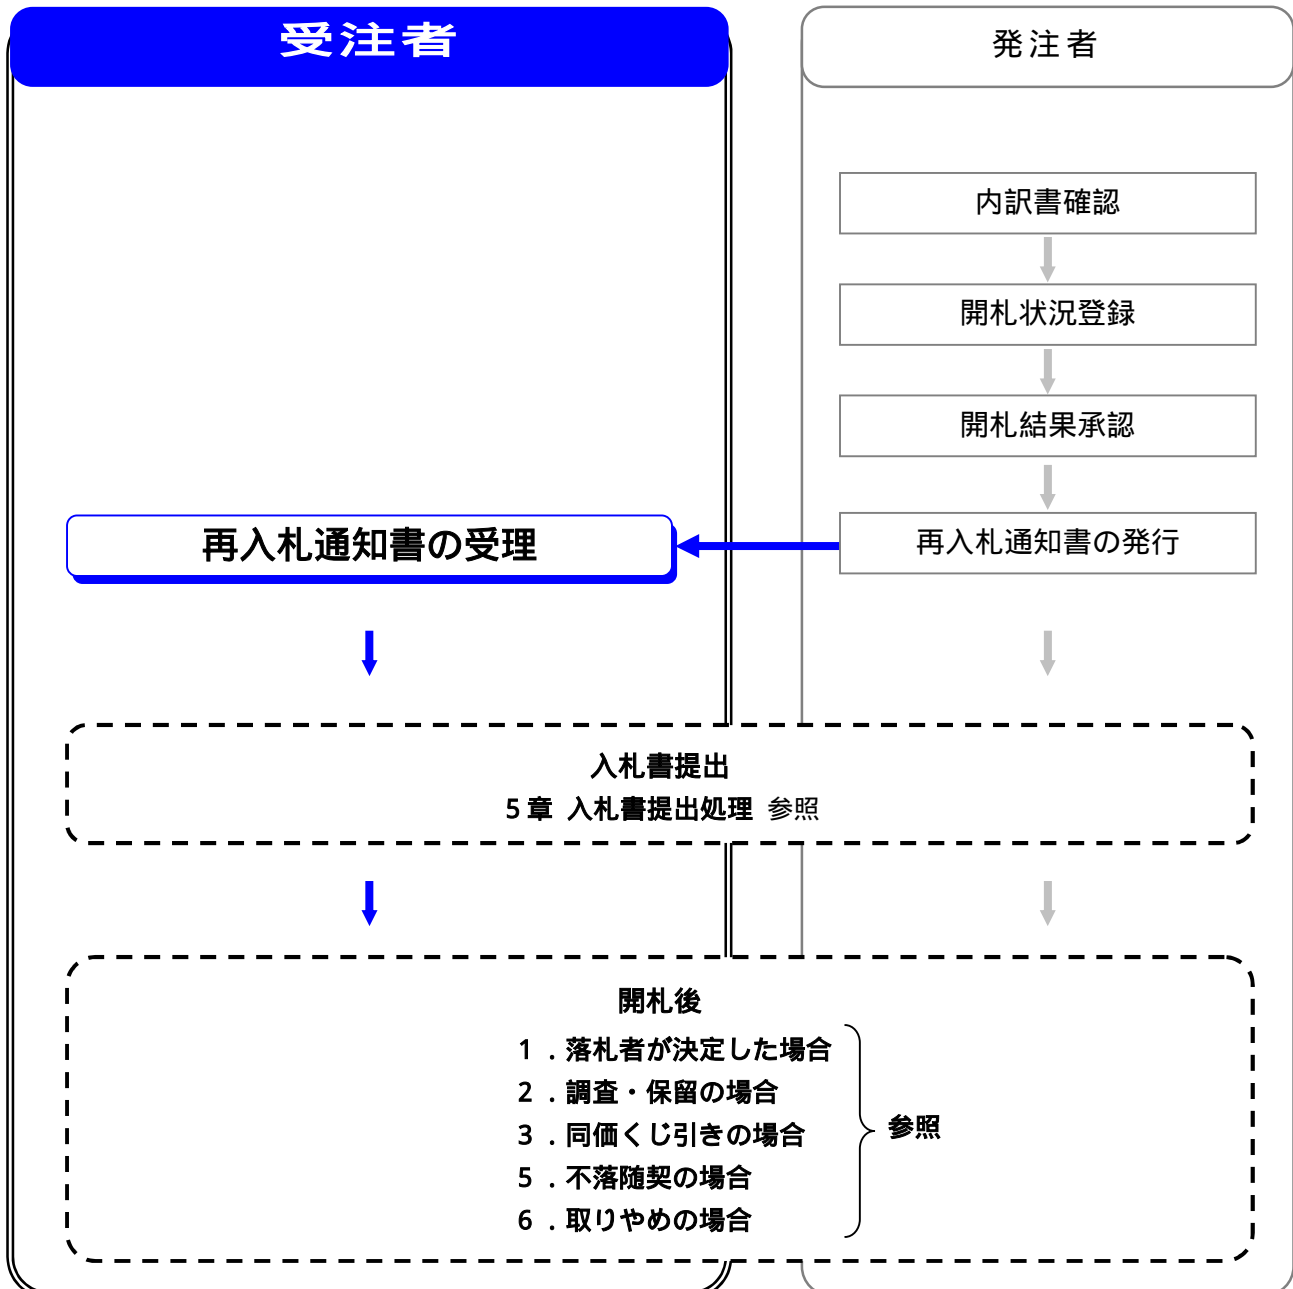 受注者
発注者
内訳書確認
開札状況登録
開札結果承認
再入札通知書の受理
再入札通知書の発行
入札書提出
5章 入札書提出処理 参照
開札後
1．落札者が決定した場合
2．調査・保留の場合
3．同価くじ引きの場合
5．不落随契の場合
6．取りやめの場合
参照